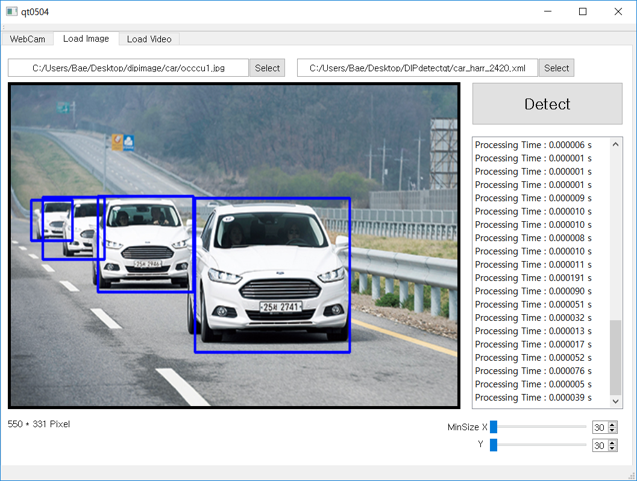 qt0504
WebCam Load Image Load Video
C:/Users/Bae/Desktop/dipimage/car/occcu1.jpg Select C:/Users/Bae/Desktop/DIPdetectqt/car_harr_2420.xml Select
Detect
Processing Time : 0.000006 s
Processing Time : 0.000001 s
Processing Time : 0.000001 s
Processing Time : 0.000001 s
Processing Time : 0.000009 s
Processing Time : 0.000010 s
Processing Time : 0.000010 s
Processing Time : 0.000008 s
Processing Time : 0.000010 s
Processing Time : 0.000011 s
Processing Time : 0.000191 s
Processing Time : 0.000090 s
Processing Time : 0.000051 s
Processing Time : 0.000032 s
Processing Time : 0.000013 s
Processing Time : 0.000017 s
Processing Time : 0.000052 s
Processing Time : 0.000076 s
Processing Time : 0.000005 s
Processing Time : 0.000039 s
2741
550 * 331 Pixel
MinSize X 30
Y 30